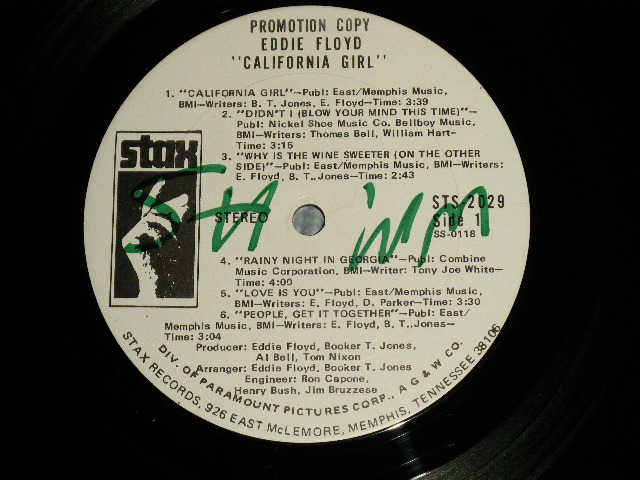 PROMOTION COPY
EDDIE FLOYD
"CALIFORNIA GIRL"
1. "CALIFORNIA GIRL"—Publ: East/Memphis Music,
BMI—Writers: B. T. Jones, E. Floyd—Time: 3:39
2. "DIDN'T I (BLOW YOUR MIND THIS TIME)"—
Publ: Nickel Shoe Music Co. Bellboy Music,
BMI—Writers: Thomas Bell, William Hart—
Time: 3:15
3. "WHY IS THE WINE SWEETER (ON THE OTHER
SIDE)"—Publ: East/Memphis Music, BMI—Writers:
E. Floyd, B. T.. Jones—Time: 2:43
stax
STEREO
STS-2029
Side 1
SS-0118
4. "RAINY NIGHT IN GEORGIA"—Publ: Combine
Music Corporation, BMI—Writer: Tony Joe White—
Time: 4:00
5. "LOVE IS YOU"—Publ: East/Memphis Music,
BMI—Writers: E. Floyd, D. Parker—Time: 3:30
6. "PEOPLE, GET IT TOGETHER"—Publ: East/
Memphis Music, BMI—Writers: E. Floyd, B. T.. Jones—
Time: 3:04
Producer: Eddie Floyd, Booker T. Jones,
Al Bell, Tom Nixon
Arranger: Eddie Floyd, Booker T. Jones
Engineer: Ron Capone,
Henry Bush, Jim Bruzzese
DIV. OF PARAMOUNT PICTURES CORP., A G & W CO.
STAX RECORDS, 926 EAST McLEMORE, MEMPHIS, TENNESSEE 38106